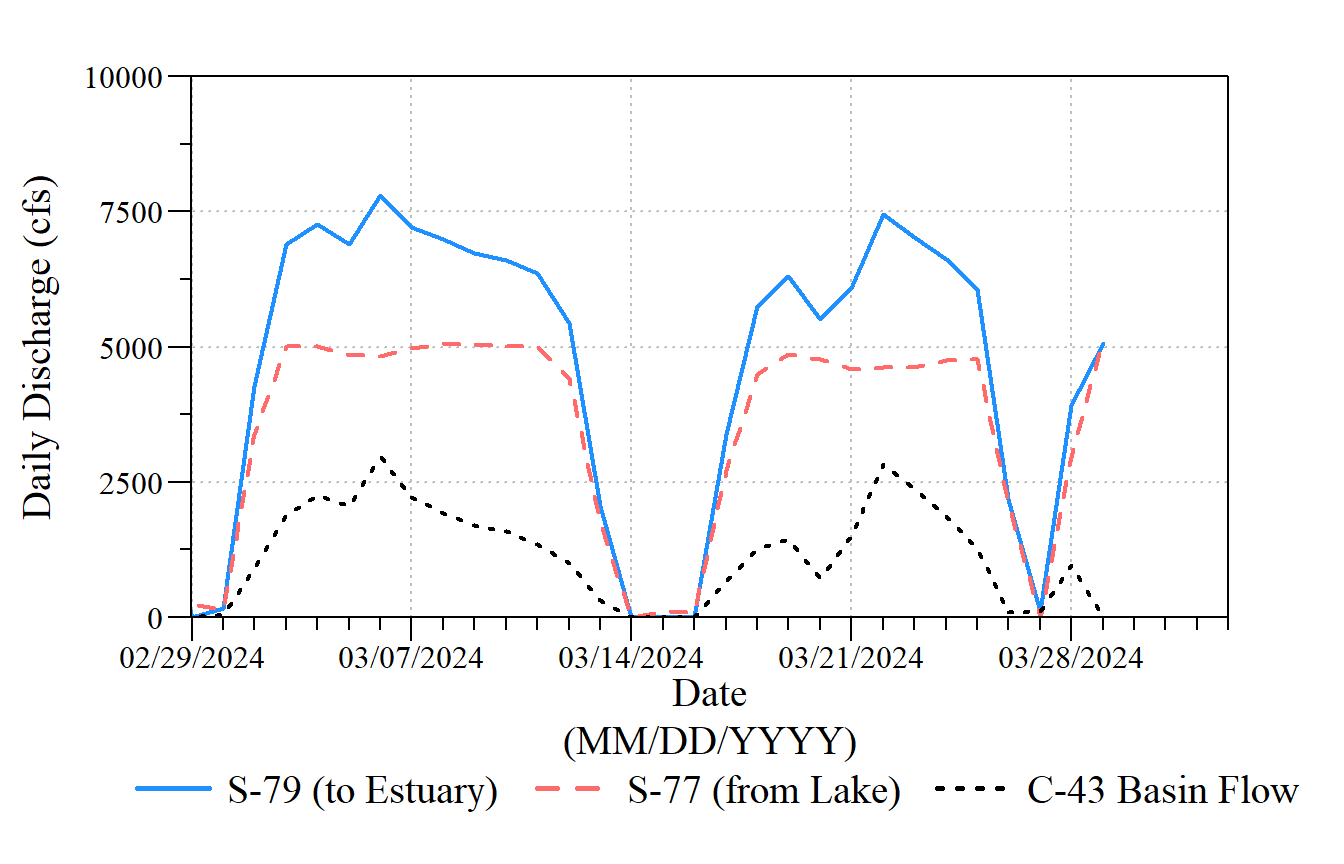 10000
7500
5000
2500
0
Daily Discharge (cfs)
02/29/2024 03/07/2024 03/14/2024 03/21/2024 03/28/2024
Date
(MM/DD/YYYY)
S-79 (to Estuary) S-77 (from Lake) C-43 Basin Flow